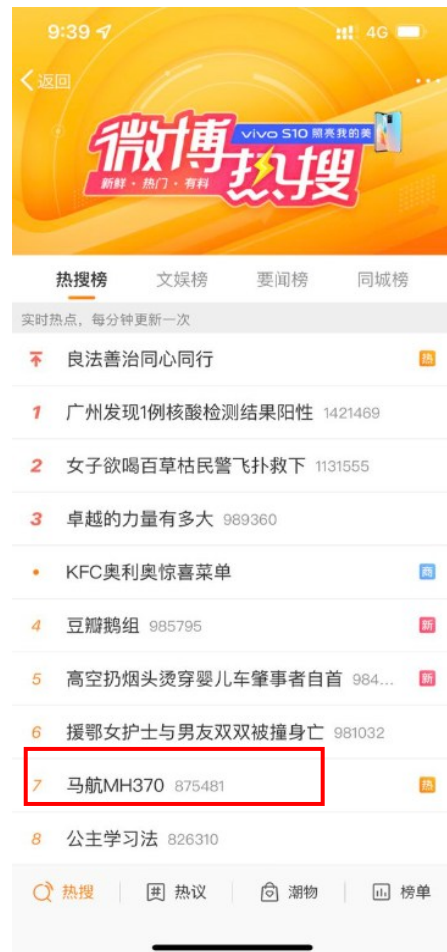 9:39
4G
返回
微博热搜
vivo S10 照亮我的美
新鲜·热门·有料
热搜榜 文娱榜 要闻榜 同城榜
实时热点，每分钟更新一次
良法善治同心同行 热
1 广州发现1例核酸检测结果阳性 1421469
2 女子欲喝百草枯民警飞扑救下 1131555
3 卓越的力量有多大 989360
• KFC奥利奥惊喜菜单 商
4 豆瓣鹅组 985795 新
5 高空扔烟头烫穿婴儿车肇事者自首 984... 新
6 援鄂女护士与男友双双被撞身亡 981032
7 马航MH370 875481 热
8 公主学习法 826310
热搜 热议 潮物 榜单